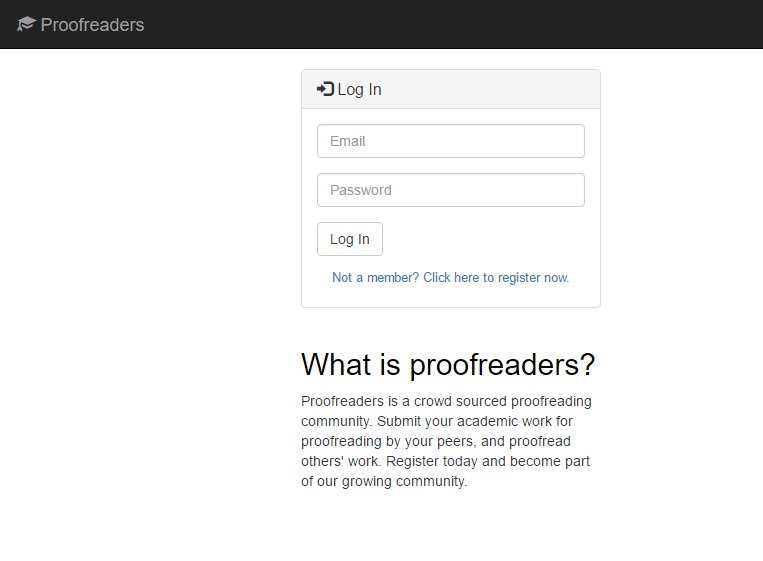 Proofreaders
Log In
Email
Password
Log In
Not a member? Click here to register now.
What is proofreaders?
Proofreaders is a crowd sourced proofreading
community. Submit your academic work for
proofreading by your peers, and proofread
others' work. Register today and become part
of our growing community.